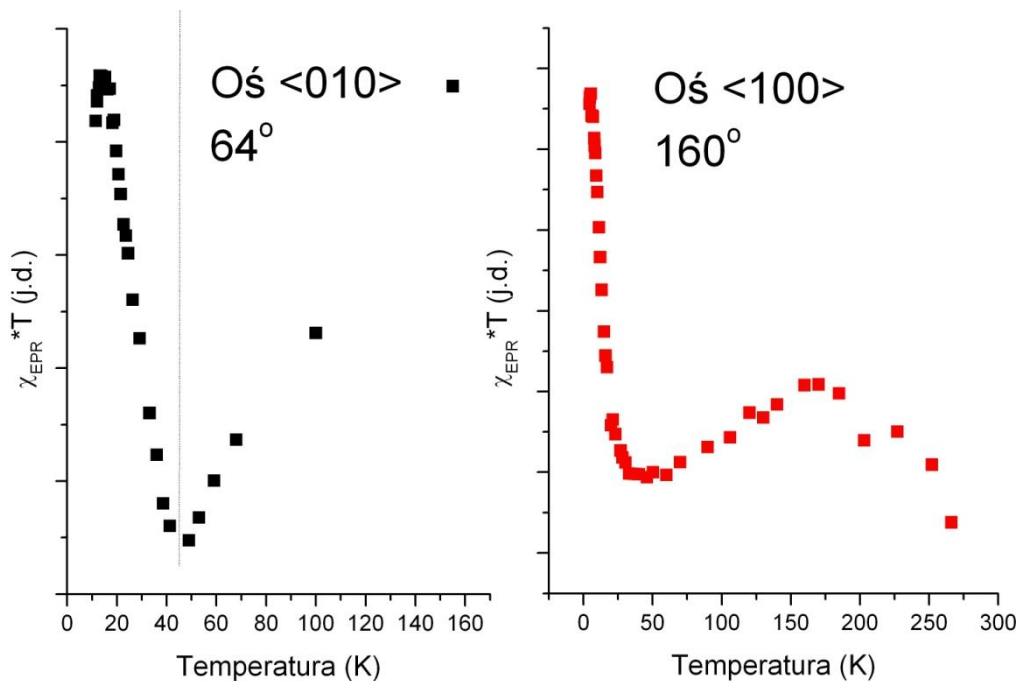 Oś <010>
64°
χEPR*T (j.d.)
0 20 40 60 80 100 120 140 160
Temperatura (K)
Oś <100>
160°
χEPR*T (j.d.)
0 50 100 150 200 250 300
Temperatura (K)